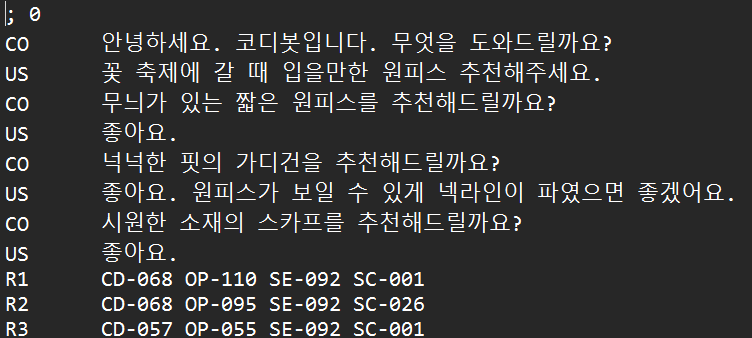 ; 0
CO 안녕하세요. 코디봇입니다. 무엇을 도와드릴까요?
US 꽃 축제에 갈 때 입을만한 원피스 추천해주세요.
CO 무늬가 있는 짧은 원피스를 추천해드릴까요?
US 좋아요.
CO 넉넉한 핏의 가디건을 추천해드릴까요?
US 좋아요. 원피스가 보일 수 있게 넥라인이 파였으면 좋겠어요.
CO 시원한 소재의 스카프를 추천해드릴까요?
US 좋아요.
R1 CD-068 OP-110 SE-092 SC-001
R2 CD-068 OP-095 SE-092 SC-026
R3 CD-057 OP-055 SE-092 SC-001